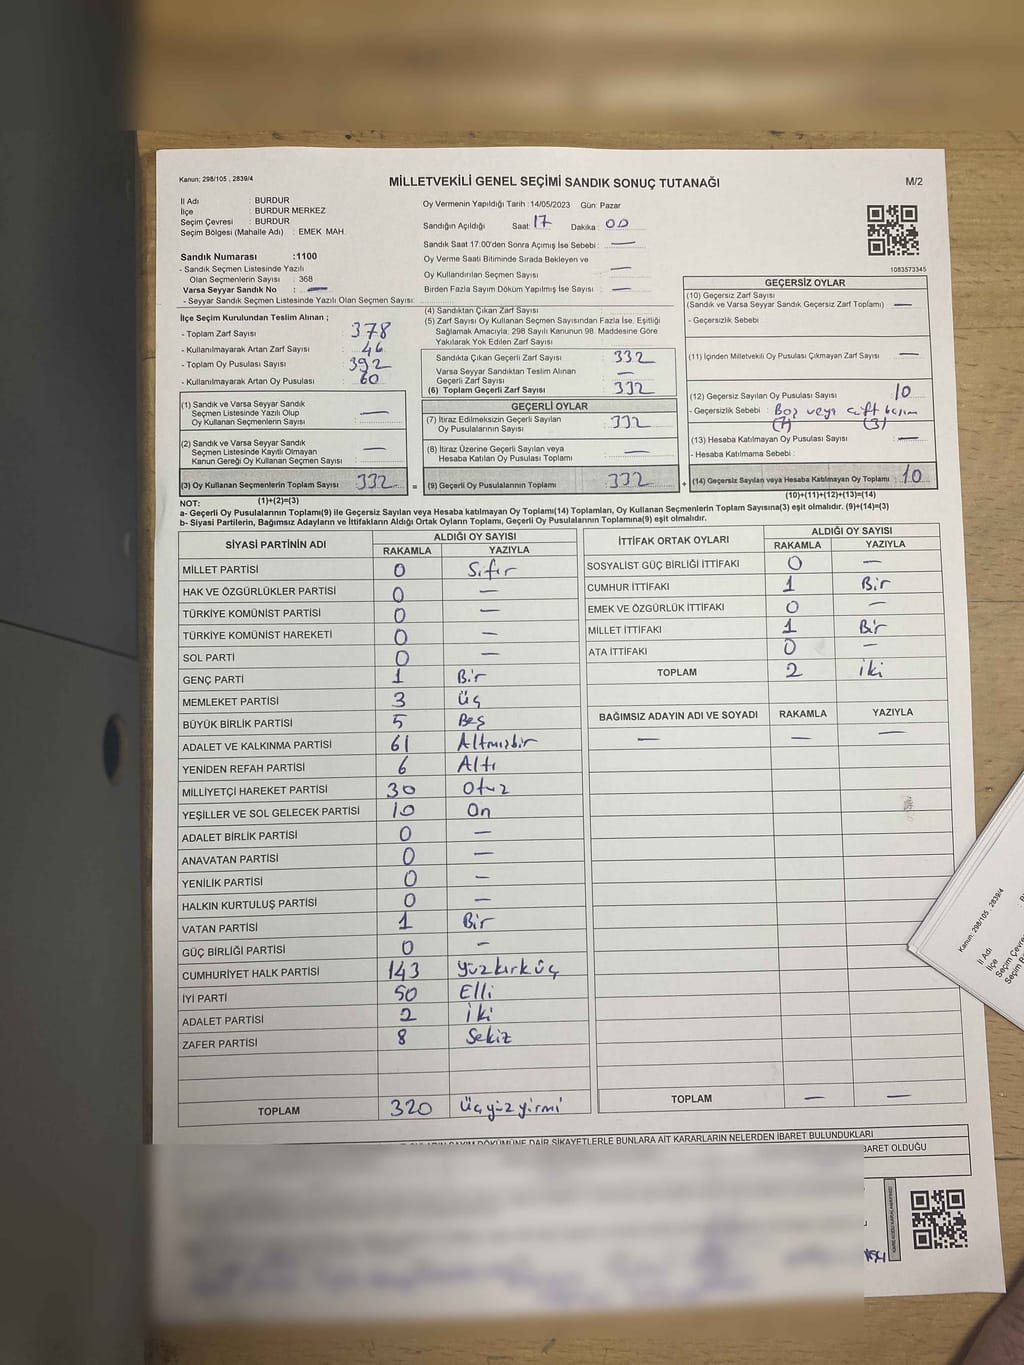 Kanun: 298/105 , 2839/4
MİLLETVEKİLİ GENEL SEÇİMİ SANDIK SONUÇ TUTANAĞI
M/2
İl Adı : BURDUR
İlçe : BURDUR MERKEZ
Seçim Çevresi : BURDUR
Seçim Bölgesi (Mahalle Adı) : EMEK MAH.
Oy Vermenin Yapıldığı Tarih :14/05/2023 Gün: Pazar
Sandığın Açıldığı Saat: 17 Dakika: 00
Sandık Saat 17.00'den Sonra Açımış İse Sebebi : —
Oy Verme Saati Bitiminde Sırada Bekleyen ve
Oy Kullandırılan Seçmen Sayısı : —
Birden Fazla Sayım Döküm Yapılmış İse Sayısı : —
1083573345
Sandık Numarası :1100
- Sandık Seçmen Listesinde Yazılı
Olan Seçmenlerin Sayısı : 368
Varsa Seyyar Sandık No : —
- Seyyar Sandık Seçmen Listesinde Yazılı Olan Seçmen Sayısı:
İlçe Seçim Kurulundan Teslim Alınan ;
- Toplam Zarf Sayısı : 378
- Kullanılmayarak Artan Zarf Sayısı : 46
- Toplam Oy Pusulası Sayısı : 392
- Kullanılmayarak Artan Oy Pusulası : 60
(1) Sandık ve Varsa Seyyar Sandık
Seçmen Listesinde Yazılı Olup
Oy Kullanan Seçmen Sayısı : —
(2) Sandık ve Varsa Seyyar Sandık
Seçmen Listesinde Kayıtlı Olmayan
Kanun Gereği Oy Kullanan Seçmen Sayısı : —
(3) Oy Kullanan Seçmenlerin Toplam Sayısı : 332
(1)+(2)=(3)
(4) Sandıktan Çıkan Zarf Sayısı
(5) Zarf Sayısı Oy Kullanan Seçmen Sayısından Fazla İse, Eşitliği
Sağlamak Amacıyla; 298 Sayılı Kanunun 98. Maddesine Göre
Yakılarak Yok Edilen Zarf Sayısı
Sandıkta Çıkan Geçerli Zarf Sayısı : 332
Varsa Seyyar Sandıktan Teslim Alınan
Geçerli Zarf Sayısı : —
(6) Toplam Geçerli Zarf Sayısı : 332
GEÇERLİ OYLAR
(7) İtiraz Edilmeksizin Geçerli Sayılan
Oy Pusulalarının Sayısı : 332
(8) İtiraz Üzerine Geçerli Sayılan veya
Hesaba Katılan Oy Pusulası Toplamı : —
= (9) Geçerli Oy Pusulalarının Toplamı : 332
GEÇERSİZ OYLAR
(10) Geçersiz Zarf Sayısı
(Sandık ve Varsa Seyyar Sandık Geçersiz Zarf Toplamı) : —
- Geçersizlik Sebebi :
(11) İçinden Milletvekili Oy Pusulası Çıkmayan Zarf Sayısı : —
(12) Geçersiz Sayılan Oy Pusulası Sayısı : 10
- Geçersizlik Sebebi : Boş veya çift basım
(7) (3)
(13) Hesaba Katılmayan Oy Pusulası Sayısı : —
- Hesaba Katılmama Sebebi :
+ (14) Geçersiz Sayılan veya Hesaba Katılmayan Oy Toplamı : 10
(10)+(11)+(12)+(13)=(14)
NOT:
a- Geçerli Oy Pusulalarının Toplamı(9) ile Geçersiz Sayılan veya Hesaba Katılmayan Oy Toplamı(14) Toplamları, Oy Kullanan Seçmenlerin Toplam Sayısına(3) eşit olmalıdır. (9)+(14)=(3)
b- Siyasi Partilerin, Bağımsız Adayların ve İttifakların Aldığı Ortak Oyların Toplamı, Geçerli Oy Pusulalarının Toplamına(9) eşit olmalıdır.
SİYASİ PARTİNİN ADI ALDIĞI OY SAYISI
RAKAMLA YAZIYLA
MİLLET PARTİSİ 0 Sıfır
HAK VE ÖZGÜRLÜKLER PARTİSİ 0 —
TÜRKİYE KOMÜNİST PARTİSİ 0 —
TÜRKİYE KOMÜNİST HAREKETİ 0 —
SOL PARTİ 0 —
GENÇ PARTİ 1 Bir
MEMLEKET PARTİSİ 3 Üç
BÜYÜK BİRLİK PARTİSİ 5 Beş
ADALET VE KALKINMA PARTİSİ 61 Altmışbir
YENİDEN REFAH PARTİSİ 6 Altı
MİLLİYETÇİ HAREKET PARTİSİ 30 Otuz
YEŞİLLER VE SOL GELECEK PARTİSİ 10 On
ADALET BİRLİK PARTİSİ 0 —
ANAVATAN PARTİSİ 0 —
YENİLİK PARTİSİ 0 —
HALKIN KURTULUŞ PARTİSİ 0 —
VATAN PARTİSİ 1 Bir
GÜÇ BİRLİĞİ PARTİSİ 0 —
CUMHURİYET HALK PARTİSİ 143 Yüzkırküç
İYİ PARTİ 50 Elli
ADALET PARTİSİ 2 İki
ZAFER PARTİSİ 8 Sekiz
TOPLAM 320 Üçyüzyirmi
İTTİFAK ORTAK OYLARI ALDIĞI OY SAYISI
RAKAMLA YAZIYLA
SOSYALİST GÜÇ BİRLİĞİ İTTİFAKI 0 —
CUMHUR İTTİFAKI 1 Bir
EMEK VE ÖZGÜRLÜK İTTİFAKI 0 —
MİLLET İTTİFAKI 1 Bir
ATA İTTİFAKI 0 —
TOPLAM 2 İki
BAĞIMSIZ ADAYIN ADI VE SOYADI RAKAMLA YAZIYLA
— — —
TOPLAM — —
DÖKÜMÜNE DAİR ŞİKAYETLERLE BUNLARA AİT KARARLARIN NELERDEN İBARET BULUNDUKLARI
BARET OLDUĞU
Kanun: 298/105 , 2839/4
İl Adı
İlçe
Seçim Çevre
Seçim B